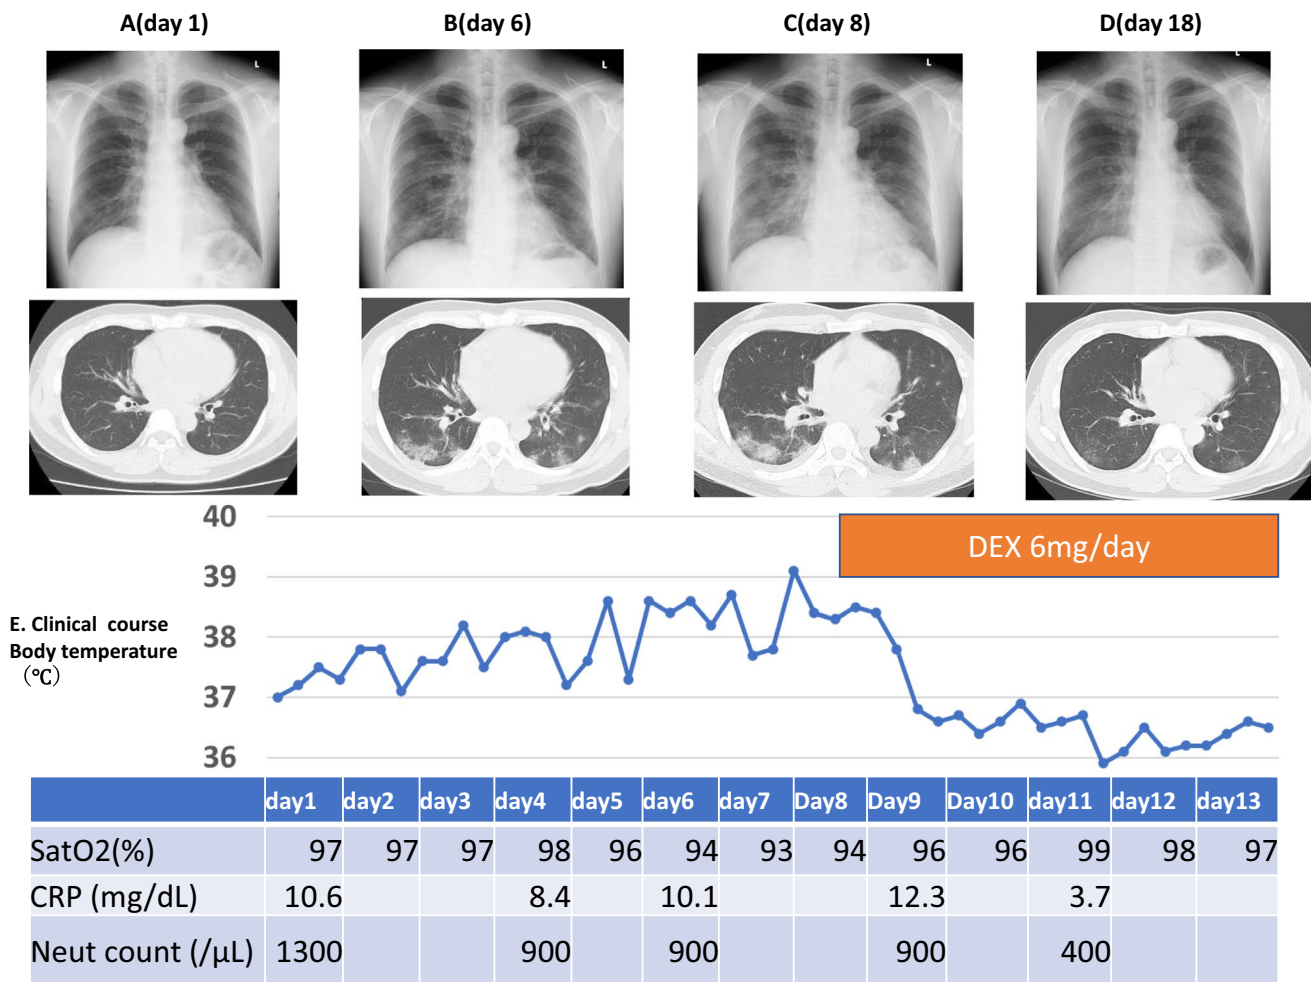 A(day 1) B(day 6) C(day 8) D(day 18)
L L L L
40
DEX 6mg/day
39
38
E. Clinical course
Body temperature
（℃）
37
36
day1 day2 day3 day4 day5 day6 day7 Day8 Day9 Day10 day11 day12 day13
SatO2(%) 97 97 97 98 96 94 93 94 96 96 99 98 97
CRP (mg/dL) 10.6 8.4 10.1 12.3 3.7
Neut count (/μL) 1300 900 900 900 400